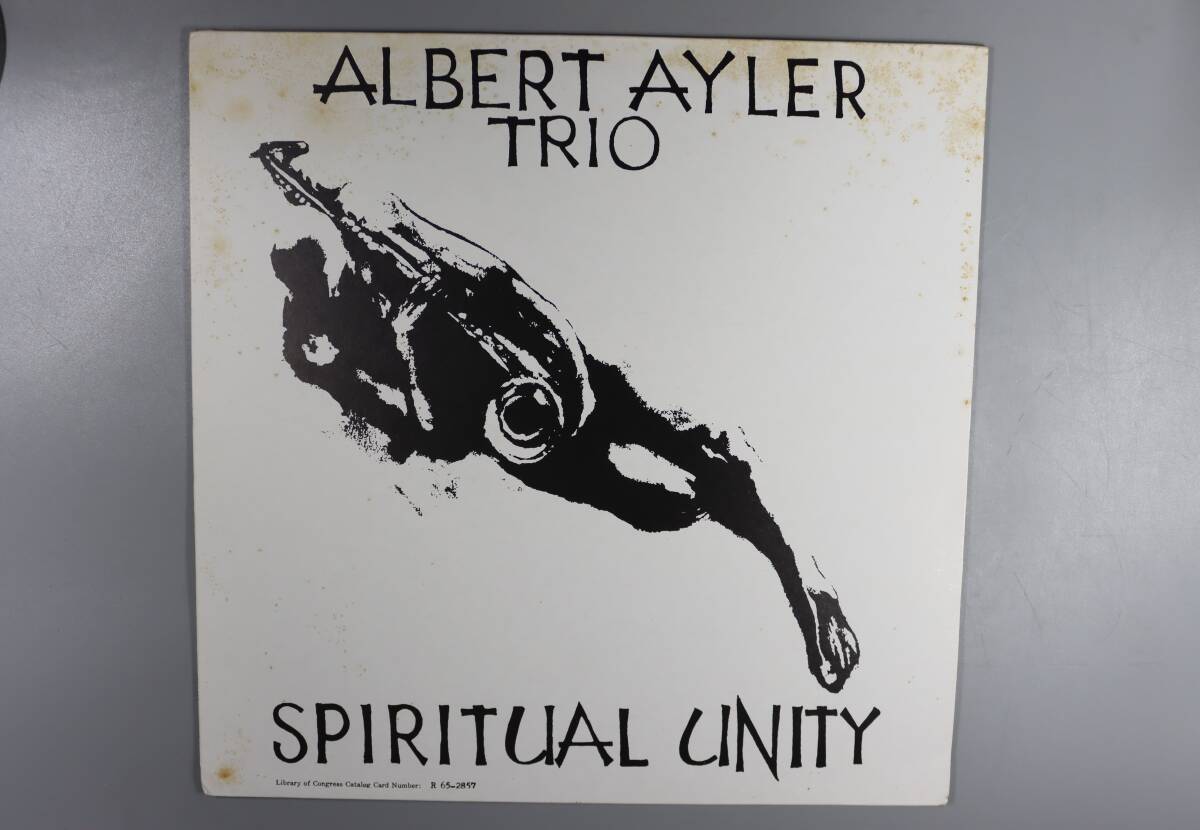 ALBERT AYLER
TRIO
SPIRITUAL UNITY
Library of Congress Catalog Card Number: R 65-2857